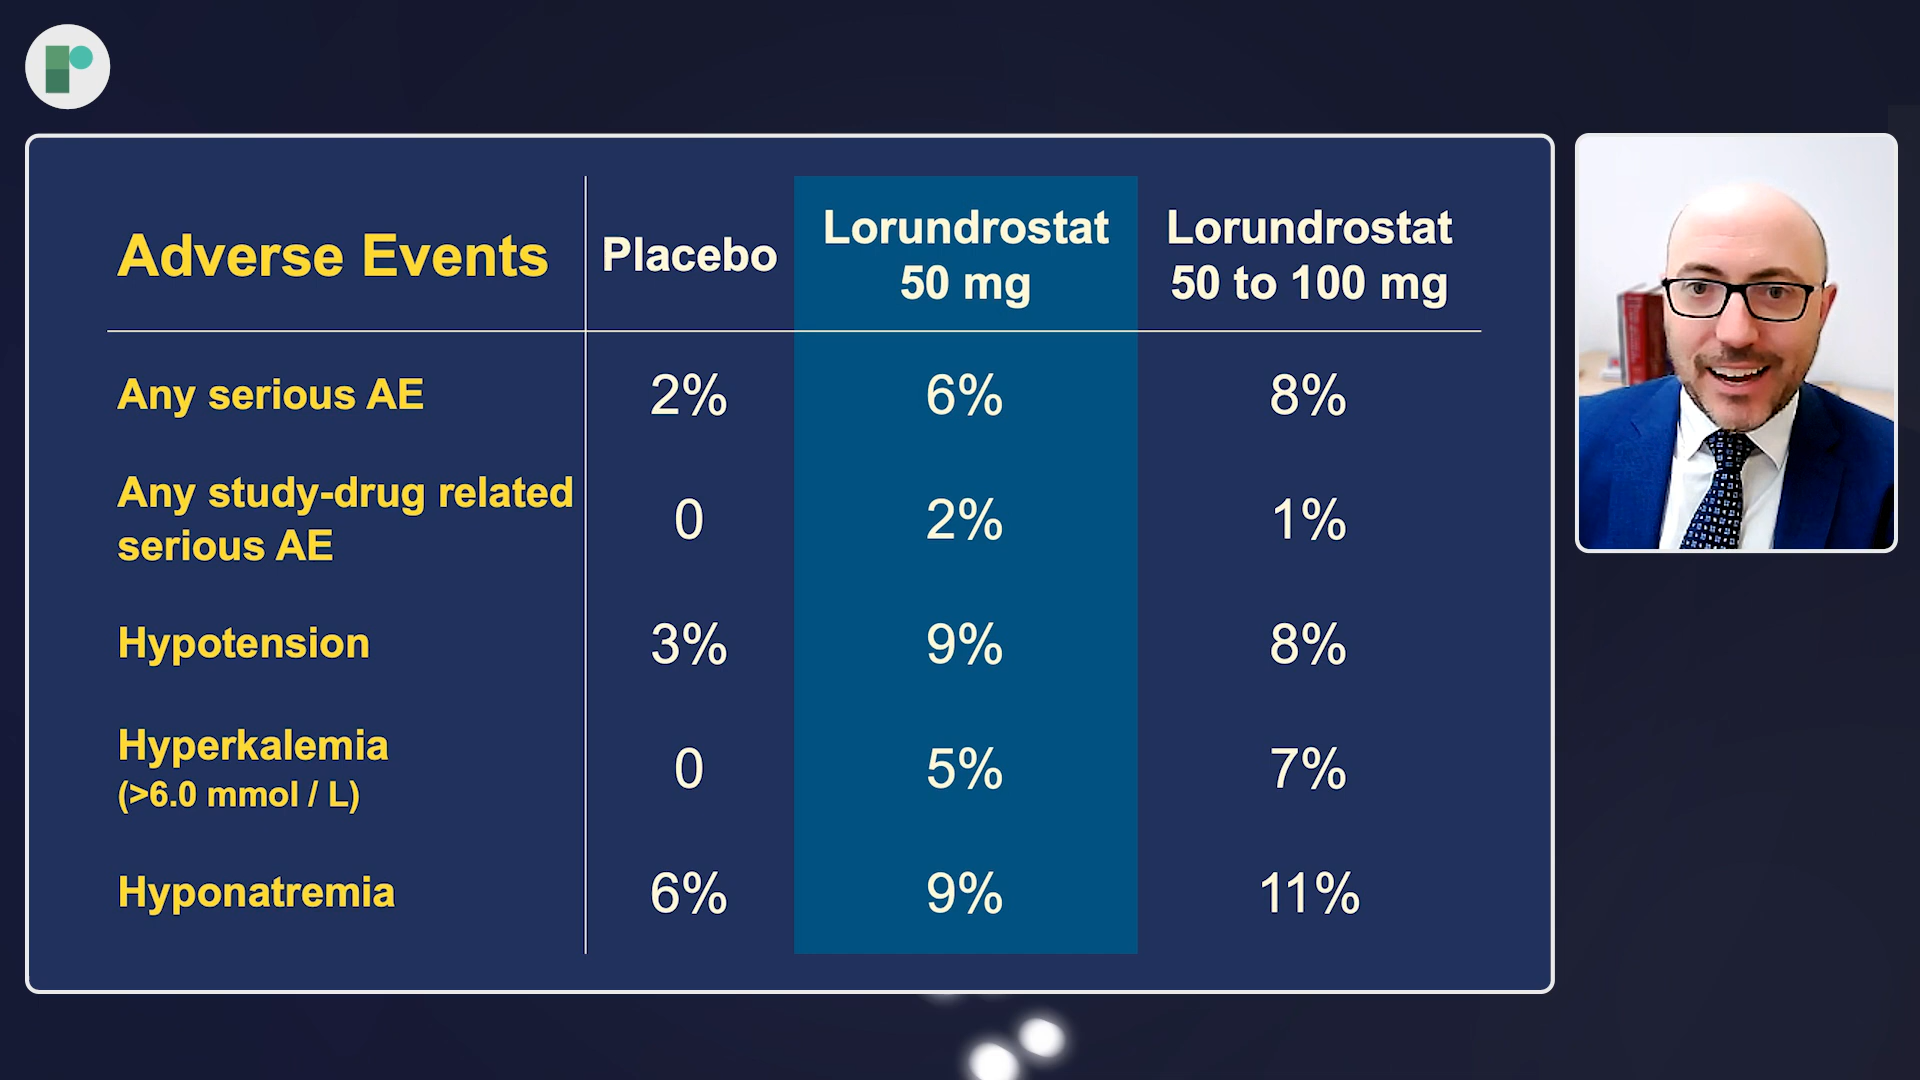 Adverse Events Placebo Lorundrostat 50 mg Lorundrostat 50 to 100 mg
Any serious AE 2% 6% 8%
Any study-drug related serious AE 0 2% 1%
Hypotension 3% 9% 8%
Hyperkalemia (>6.0 mmol / L) 0 5% 7%
Hyponatremia 6% 9% 11%